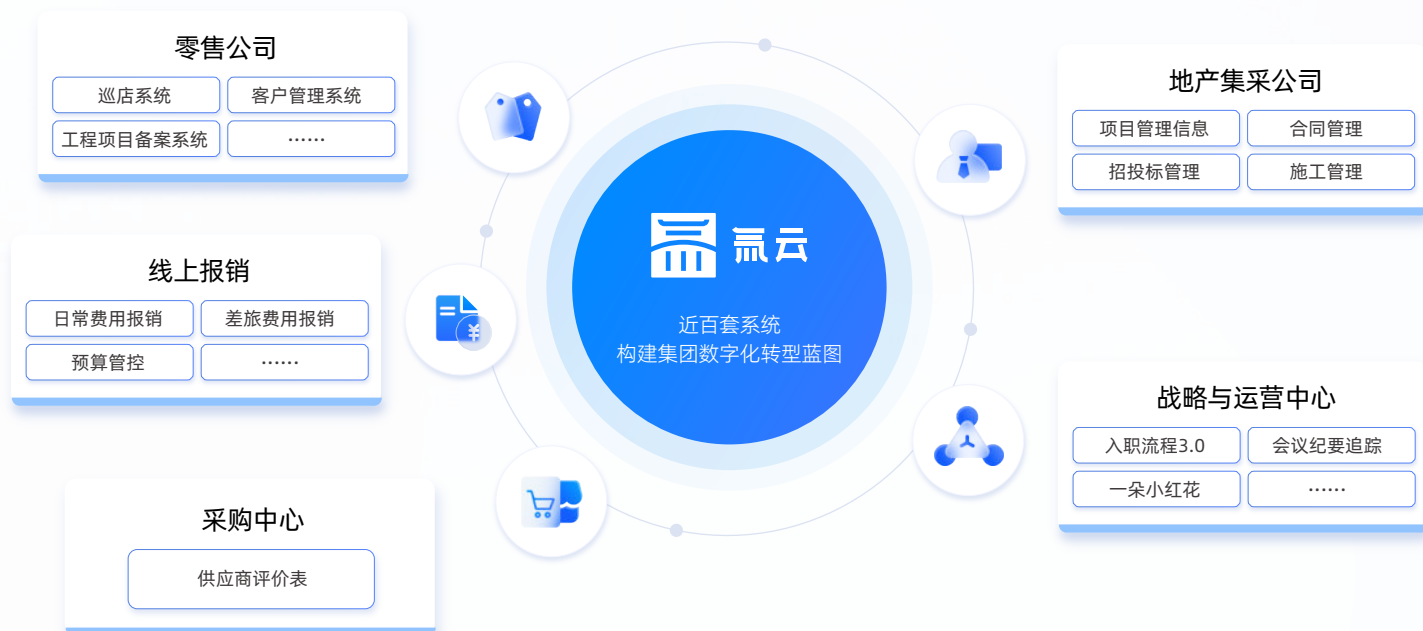 零售公司
巡店系统
客户管理系统
工程项目备案系统
······
线上报销
日常费用报销
差旅费用报销
预算管控
······
采购中心
供应商评价表
氚云
近百套系统
构建集团数字化转型蓝图
¥
地产集采公司
项目管理信息
合同管理
招投标管理
施工管理
战略与运营中心
入职流程3.0
会议纪要追踪
一朵小红花
······